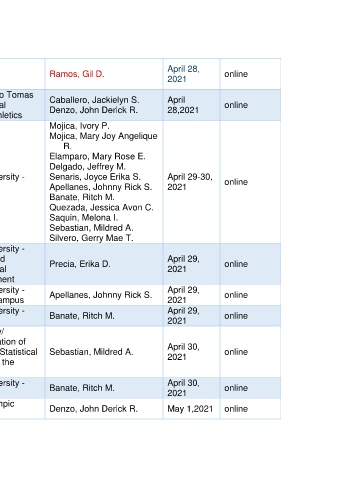 Ramos, Gil D. April 28, 2021 online
o Tomas
al
hletics
Caballero, Jackielyn S.
Denzo, John Derick R.
April
28,2021
online
ersity -
Mojica, Ivory P.
Mojica, Mary Joy Angelique
R.
Elamparo, Mary Rose E.
Delgado, Jeffrey M.
Senaris, Joyce Erika S.
Apellanes, Johnny Rick S.
Banate, Ritch M.
Quezada, Jessica Avon C.
Saquin, Melona I.
Sebastian, Mildred A.
Silvero, Gerry Mae T.
April 29-30,
2021
online
ersity -
d
al
ment
Precia, Erika D.
April 29,
2021
online
ersity -
ampus
Apellanes, Johnny Rick S.
April 29,
2021
online
ersity -
Banate, Ritch M.
April 29,
2021
online
y/
ation of
Statistical
the
Sebastian, Mildred A.
April 30,
2021
online
ersity -
Banate, Ritch M.
April 30,
2021
online
mpic
Denzo, John Derick R.
May 1,2021
online